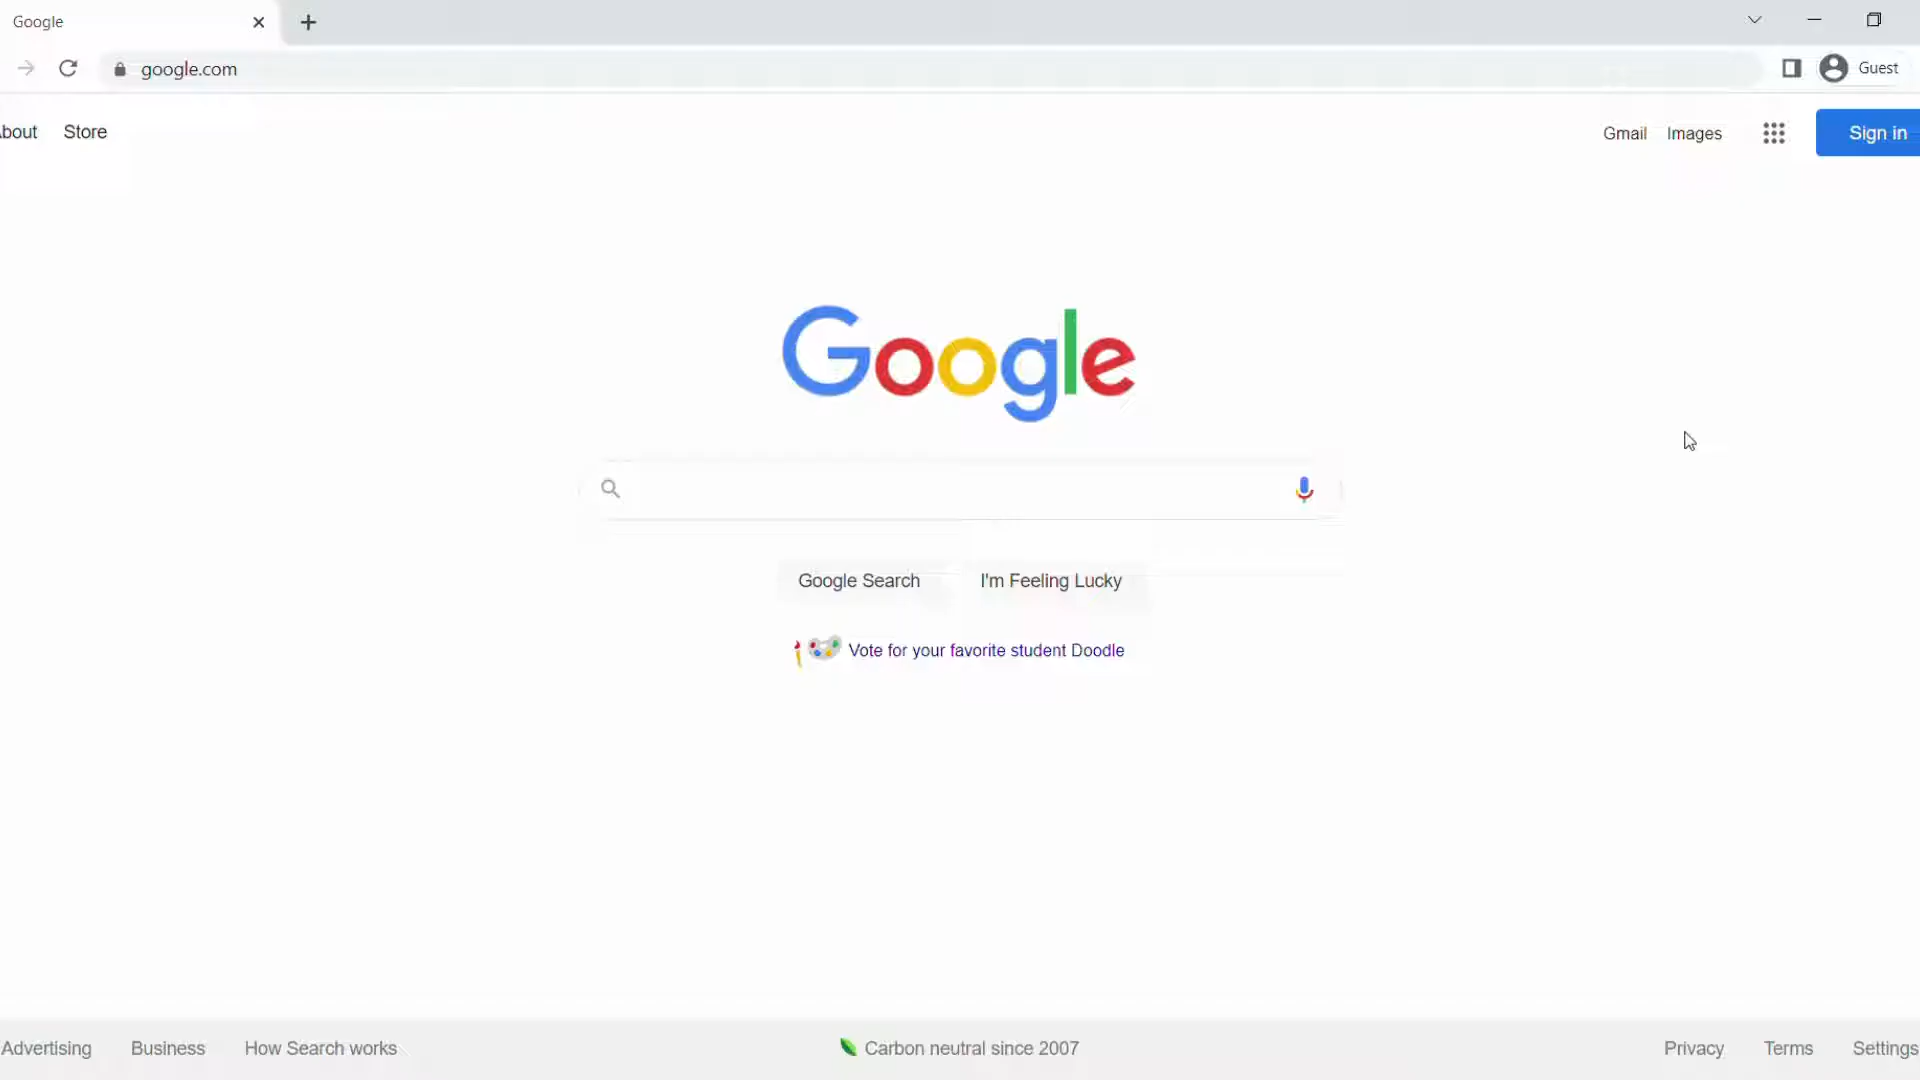 Google
google.com
Guest
bout Store
Gmail Images
Sign in
Google
Google Search I'm Feeling Lucky
Vote for your favorite student Doodle
Advertising Business How Search works
Carbon neutral since 2007
Privacy Terms Settings